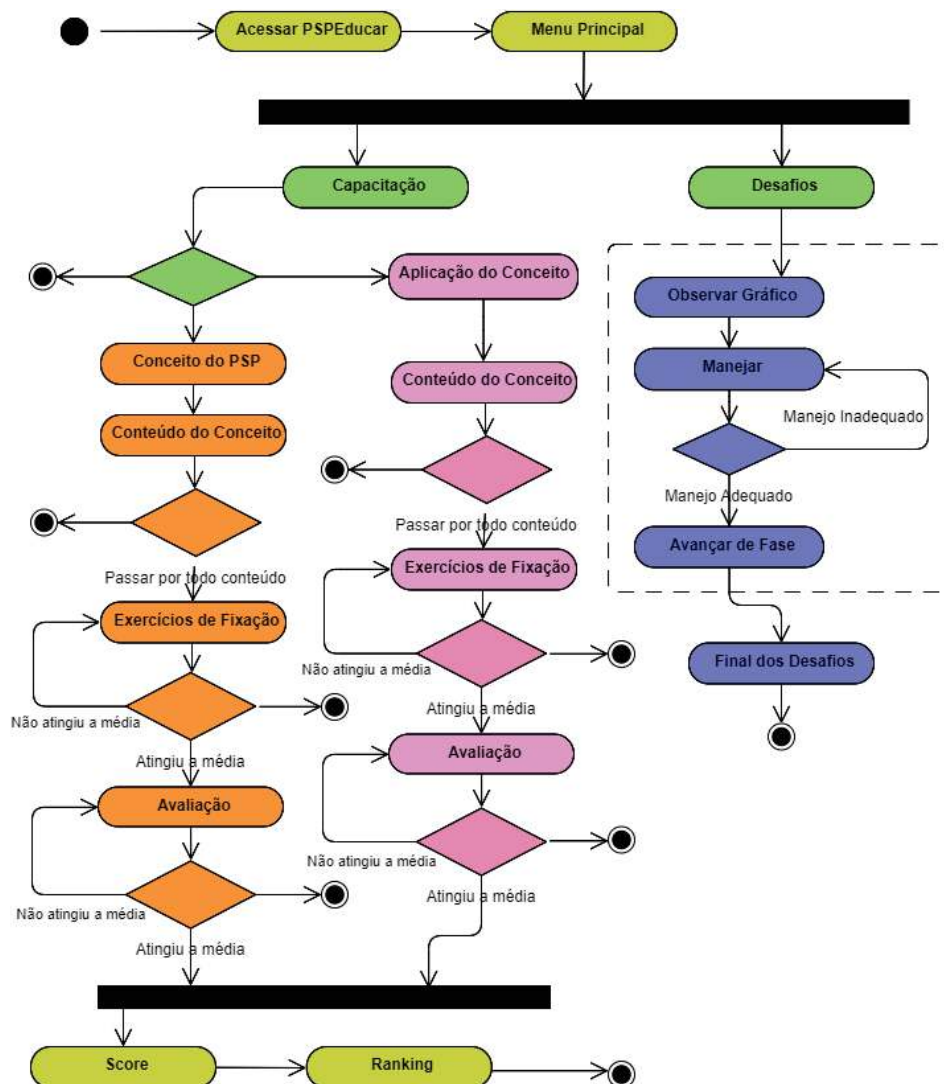 Acessar PSPEducar
Menu Principal
Capacitação
Desafios
Aplicação do Conceito
Observar Gráfico
Conceito do PSP
Manejar
Conteúdo do Conceito
Manejo Inadequado
Conteúdo do Conceito
Manejo Adequado
Passar por todo conteúdo
Avançar de Fase
Exercícios de Fixação
Passar por todo conteúdo
Exercícios de Fixação
Final dos Desafios
Não atingiu a média
Atingiu a média
Não atingiu a média
Avaliação
Atingiu a média
Avaliação
Não atingiu a média
Atingiu a média
Não atingiu a média
Atingiu a média
Score
Ranking